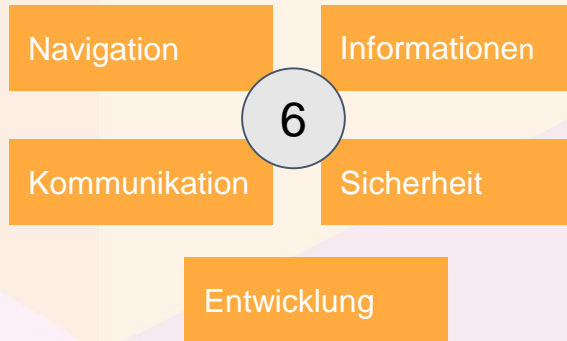 Navigation
Informationen
6
Kommunikation
Sicherheit
Entwicklung